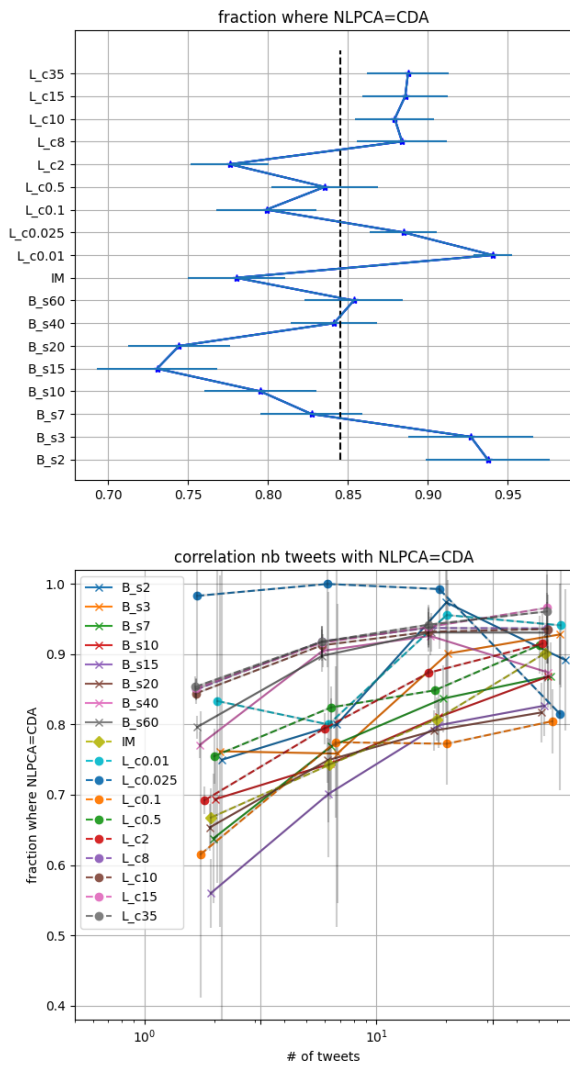 fraction where NLPCA=CDA
L_c35
L_c15
L_c10
L_c8
L_c2
L_c0.5
L_c0.1
L_c0.025
L_c0.01
IM
B_s60
B_s40
B_s20
B_s15
B_s10
B_s7
B_s3
B_s2
0.70 0.75 0.80 0.85 0.90 0.95
correlation nb tweets with NLPCA=CDA
1.0
0.9
0.8
0.7
0.6
0.5
0.4
fraction where NLPCA=CDA
B_s2
B_s3
B_s7
B_s10
B_s15
B_s20
B_s40
B_s60
IM
L_c0.01
L_c0.025
L_c0.1
L_c0.5
L_c2
L_c8
L_c10
L_c15
L_c35
10⁰ 10¹
# of tweets